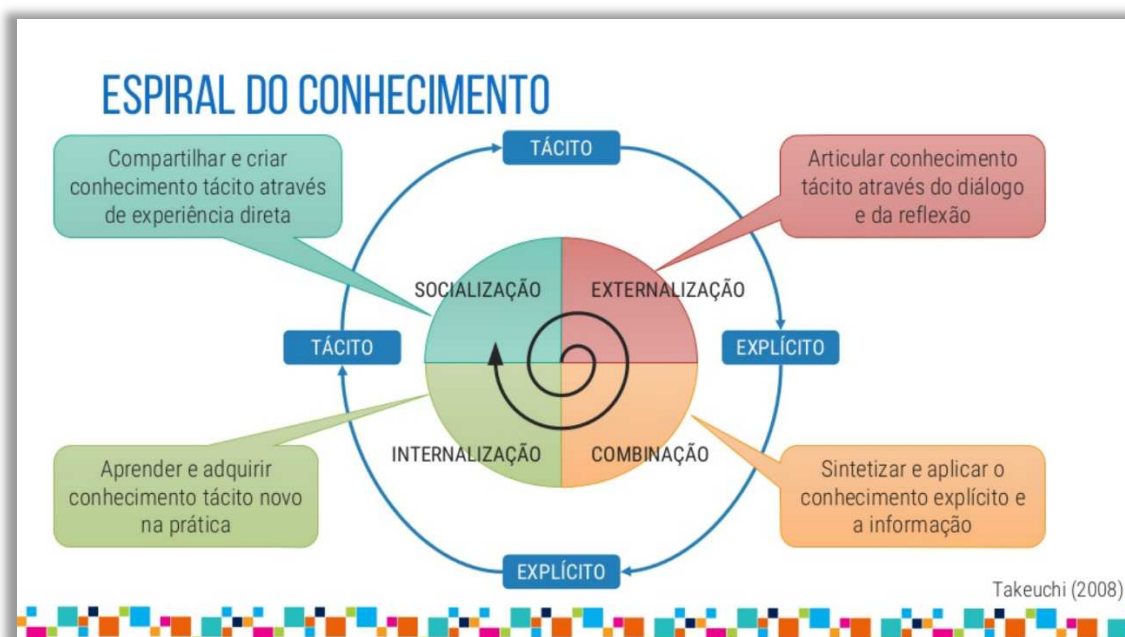 ESPIRAL DO CONHECIMENTO
Compartilhar e criar
conhecimento tácito através
de experiência direta
TÁCITO
Articular conhecimento
tácito através do diálogo
e da reflexão
SOCIALIZAÇÃO
EXTERNALIZAÇÃO
TÁCITO
EXPLÍCITO
INTERNALIZAÇÃO
COMBINAÇÃO
Aprender e adquirir
conhecimento tácito novo
na prática
Sintetizar e aplicar o
conhecimento explícito e
a informação
EXPLÍCITO
Takeuchi (2008)